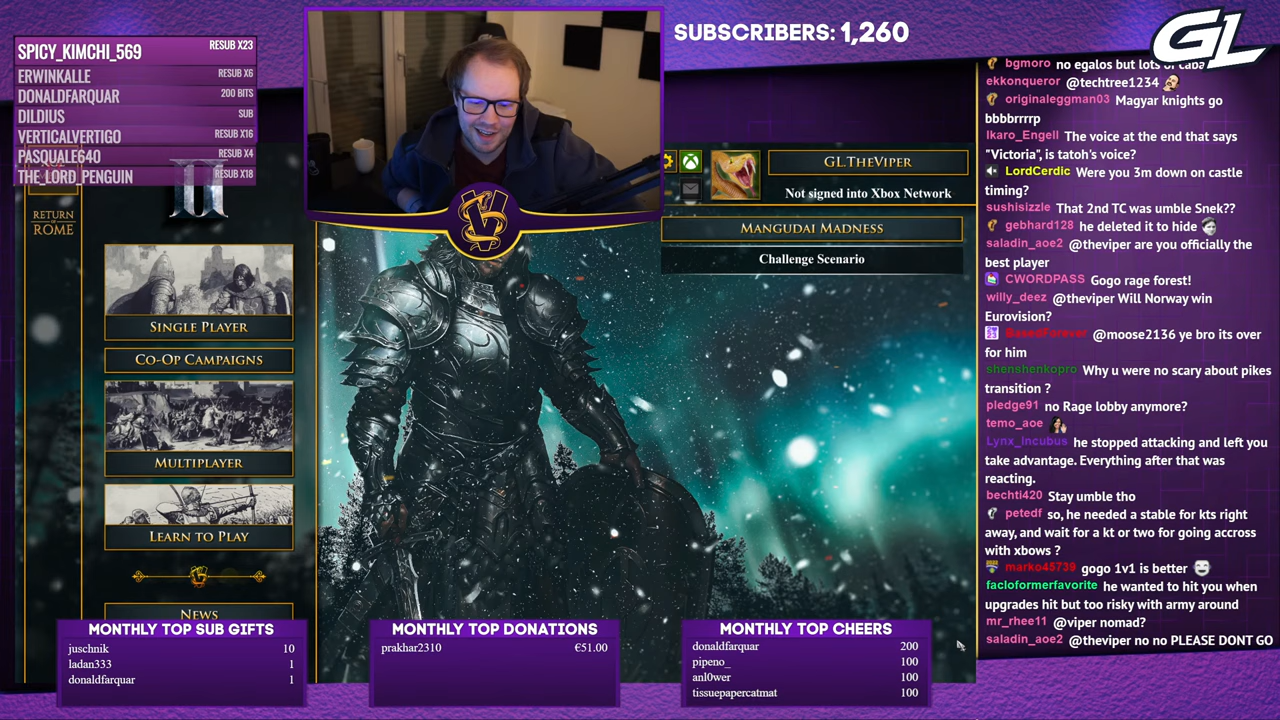 SPICY_KIMCHI_569 RESUB X23
ERWINKALLE RESUB X6
DONALDFARQUAR 200 BITS
DILDIUS SUB
VERTICALVERTIGO RESUB X16
PASQUALE640 RESUB X4
THE_LORD_PENGUIN RESUB X18
II
RETURN
OF
ROME
SINGLE PLAYER
CO-OP CAMPAIGNS
MULTIPLAYER
LEARN TO PLAY
NEWS
SUBSCRIBERS: 1,260
GL
GL.THEVIPER
Not signed into Xbox Network
MANGUDAI MADNESS
Challenge Scenario
bgmoro no egalos but lots of
ekkonqueror @techtree1234
originaleggman03 Magyar knights go
bbbbrrrrp
Ikaro_Engell The voice at the end that says
"Victoria", is tatoh's voice?
LordCerdic Were you 3m down on castle
timing?
sushisizzle That 2nd TC was umble Snek??
gebhard128 he deleted it to hide
saladin_aoe2 @theviper are you officially the
best player
CWORDPASS Gogo rage forest!
willy_deez @theviper Will Norway win
Eurovision?
BasedForever @moose2136 ye bro its over
for him
shenshenkopro Why u were no scary about pikes
transition ?
pledge91 no Rage lobby anymore?
temo_aoe
Lynx_Incubus he stopped attacking and left you
take advantage. Everything after that was
reacting.
bechti420 Stay umble tho
petedf so, he needed a stable for kts right
away, and wait for a kt or two for going accross
with xbows ?
marko45739 gogo 1v1 is better
facloformerfavorite he wanted to hit you when
upgrades hit but too risky with army around
mr_rhee11 @viper nomad?
saladin_aoe2 @theviper no no PLEASE DONT GO
MONTHLY TOP SUB GIFTS
juschnik 10
ladan333 1
donaldfarquar 1
MONTHLY TOP DONATIONS
prakhar2310 €51.00
MONTHLY TOP CHEERS
donaldfarquar 200
pipeno_ 100
anl0wer 100
tissuepapercatmat 100